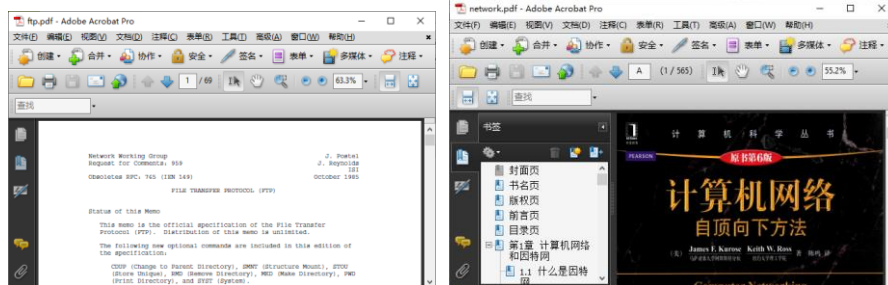 ftp.pdf - Adobe Acrobat Pro
文件(F) 编辑(E) 视图(V) 文档(D) 注释(C) 表单(R) 工具(T) 高级(A) 窗口(W) 帮助(H)
创建 合并 协作 安全 签名 表单 多媒体 注释
1 / 69 63.3%
查找
Network Working Group J. Postel
Request for Comments: 959 J. Reynolds
ISI
Obsoletes RFC: 765 (IEN 149) October 1985
FILE TRANSFER PROTOCOL (FTP)
Status of this Memo
This memo is the official specification of the File Transfer
Protocol (FTP). Distribution of this memo is unlimited.
The following new optional commands are included in this edition of
the specification:
CDUP (Change to Parent Directory), SMNT (Structure Mount), STOU
(Store Unique), RMD (Remove Directory), MKD (Make Directory), PWD
(Print Directory), and SYST (System).
network.pdf - Adobe Acrobat Pro
文件(F) 编辑(E) 视图(V) 文档(D) 注释(C) 表单(R) 工具(T) 高级(A) 窗口(W) 帮助(H)
创建 合并 协作 安全 签名 表单 多媒体 注释
A (1 / 565) 55.2%
查找
书签
封面页
书名页
版权页
前言页
目录页
第1章 计算机网络
和因特网
1.1 什么是因特
网
计算机科学丛书
PEARSON
原书第6版
计算机网络
自顶向下方法
(美) James F. Kurose Keith W. Ross 著 陈鸣 译
Computer Networking